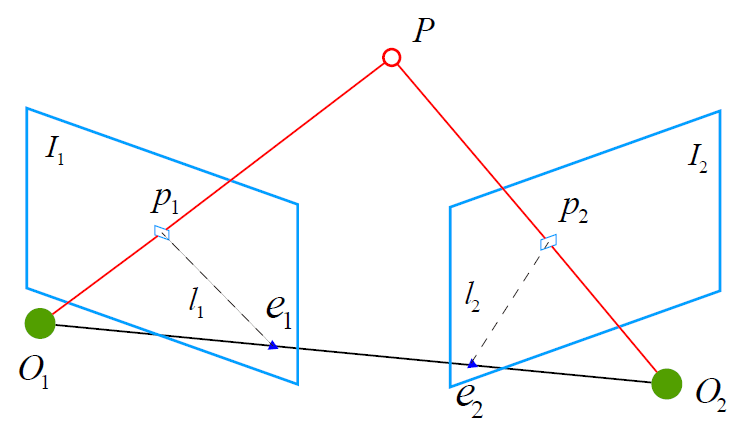 P
I₁
I₂
p₁
p₂
l₁
e₁
l₂
O₁
e₂
O₂